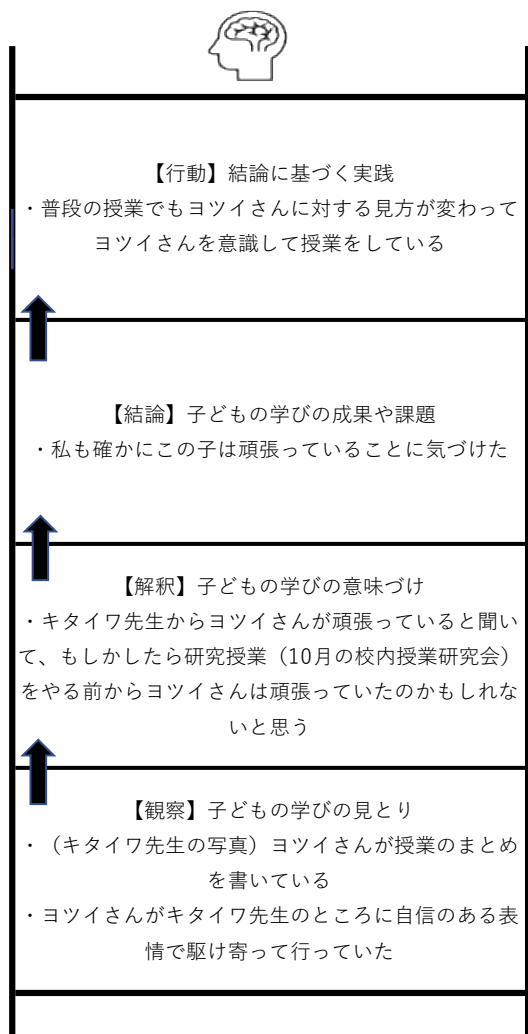 【行動】結論に基づく実践
・普段の授業でもヨツイさんに対する見方が変わって
ヨツイさんを意識して授業をしている
【結論】子どもの学びの成果や課題
・私も確かにこの子は頑張っていることに気づけた
【解釈】子どもの学びの意味づけ
・キタイワ先生からヨツイさんが頑張っていると聞い
て、もしかしたら研究授業（10月の校内授業研究会）
をやる前からヨツイさんは頑張っていたのかもしれな
いと思う
【観察】子どもの学びの見とり
・（キタイワ先生の写真）ヨツイさんが授業のまとめ
を書いている
・ヨツイさんがキタイワ先生のところに自信のある表
情で駆け寄って行っていた